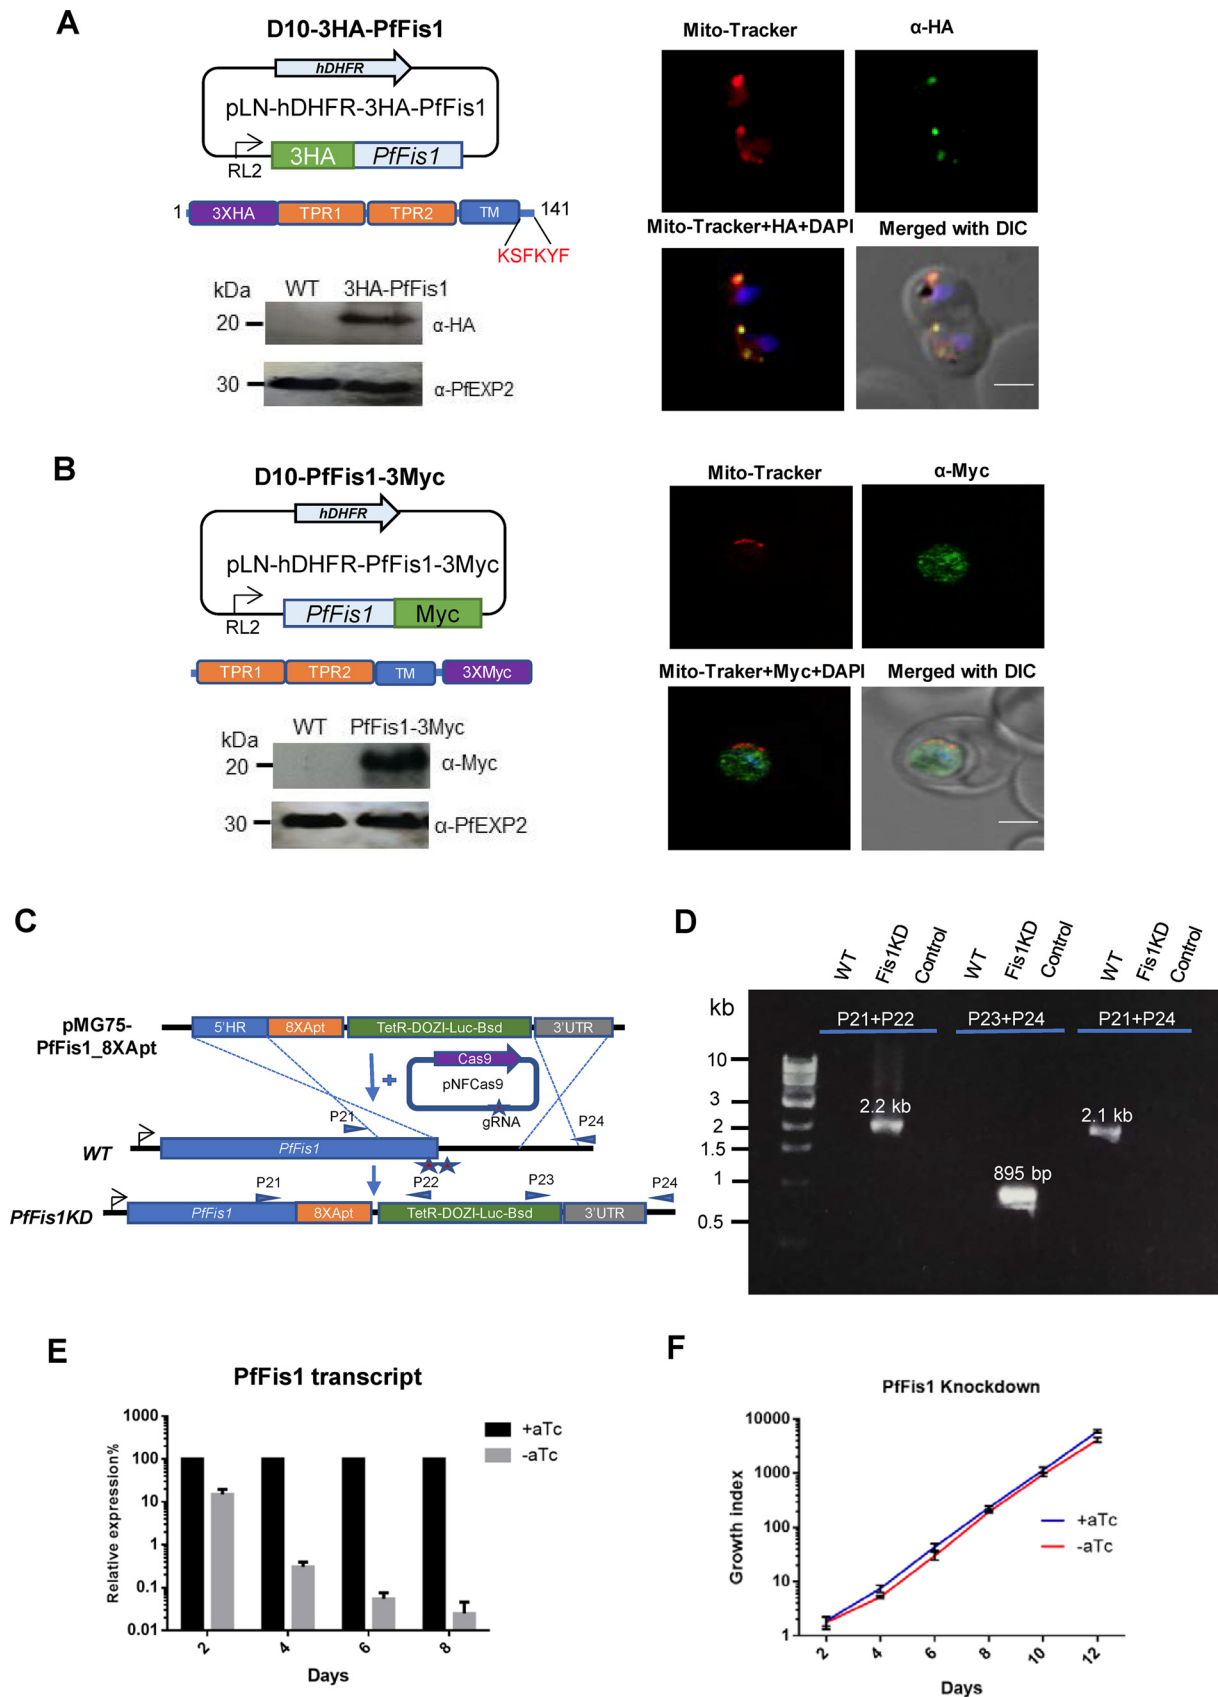 A
D10-3HA-PfFis1
hDHFR
pLN-hDHFR-3HA-PfFis1
RL2
3HA
PfFis1
1
3XHA
TPR1
TPR2
TM
141
KSFKYF
kDa
WT
3HA-PfFis1
20
α-HA
30
α-PfEXP2
Mito-Tracker
α-HA
Mito-Tracker+HA+DAPI
Merged with DIC
B
D10-PfFis1-3Myc
hDHFR
pLN-hDHFR-PfFis1-3Myc
RL2
PfFis1
Myc
TPR1
TPR2
TM
3XMyc
WT
PfFis1-3Myc
kDa
20
α-Myc
30
α-PfEXP2
Mito-Tracker
α-Myc
Mito-Traker+Myc+DAPI
Merged with DIC
C
pMG75-
PfFis1_8XApt
5'HR
8XApt
TetR-DOZI-Luc-Bsd
3'UTR
Cas9
pNFCas9
gRNA
P21
P24
WT
PfFis1
P21
P22
P23
P24
PfFis1KD
PfFis1
8XApt
TetR-DOZI-Luc-Bsd
3'UTR
D
WT
Fis1KD
Control
WT
Fis1KD
Control
WT
Fis1KD
Control
kb
P21+P22
P23+P24
P21+P24
10
3
2
1.5
1
0.5
2.2 kb
895 bp
2.1 kb
E
PfFis1 transcript
Relative expression%
1000
100
10
1
0.1
0.01
2
4
6
8
Days
+aTc
-aTc
F
PfFis1 Knockdown
Growth index
10000
1000
100
10
1
2
4
6
8
10
12
Days
+aTc
-aTc